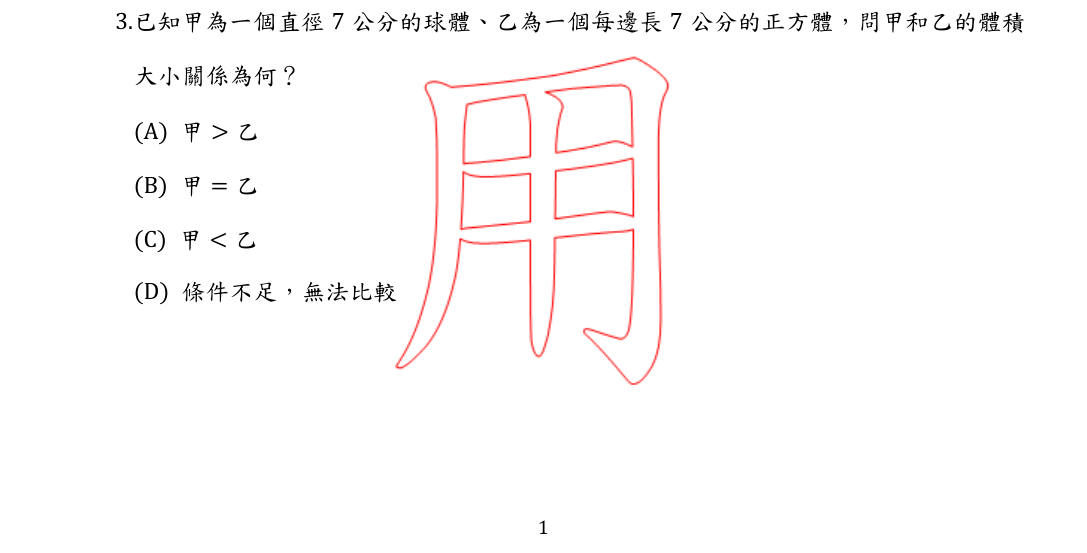 3.已知甲為一個直徑 7 公分的球體、乙為一個每邊長 7 公分的正方體，問甲和乙的體積
大小關係為何？
(A) 甲 > 乙
(B) 甲 = 乙
(C) 甲 < 乙
(D) 條件不足，無法比較
用
1